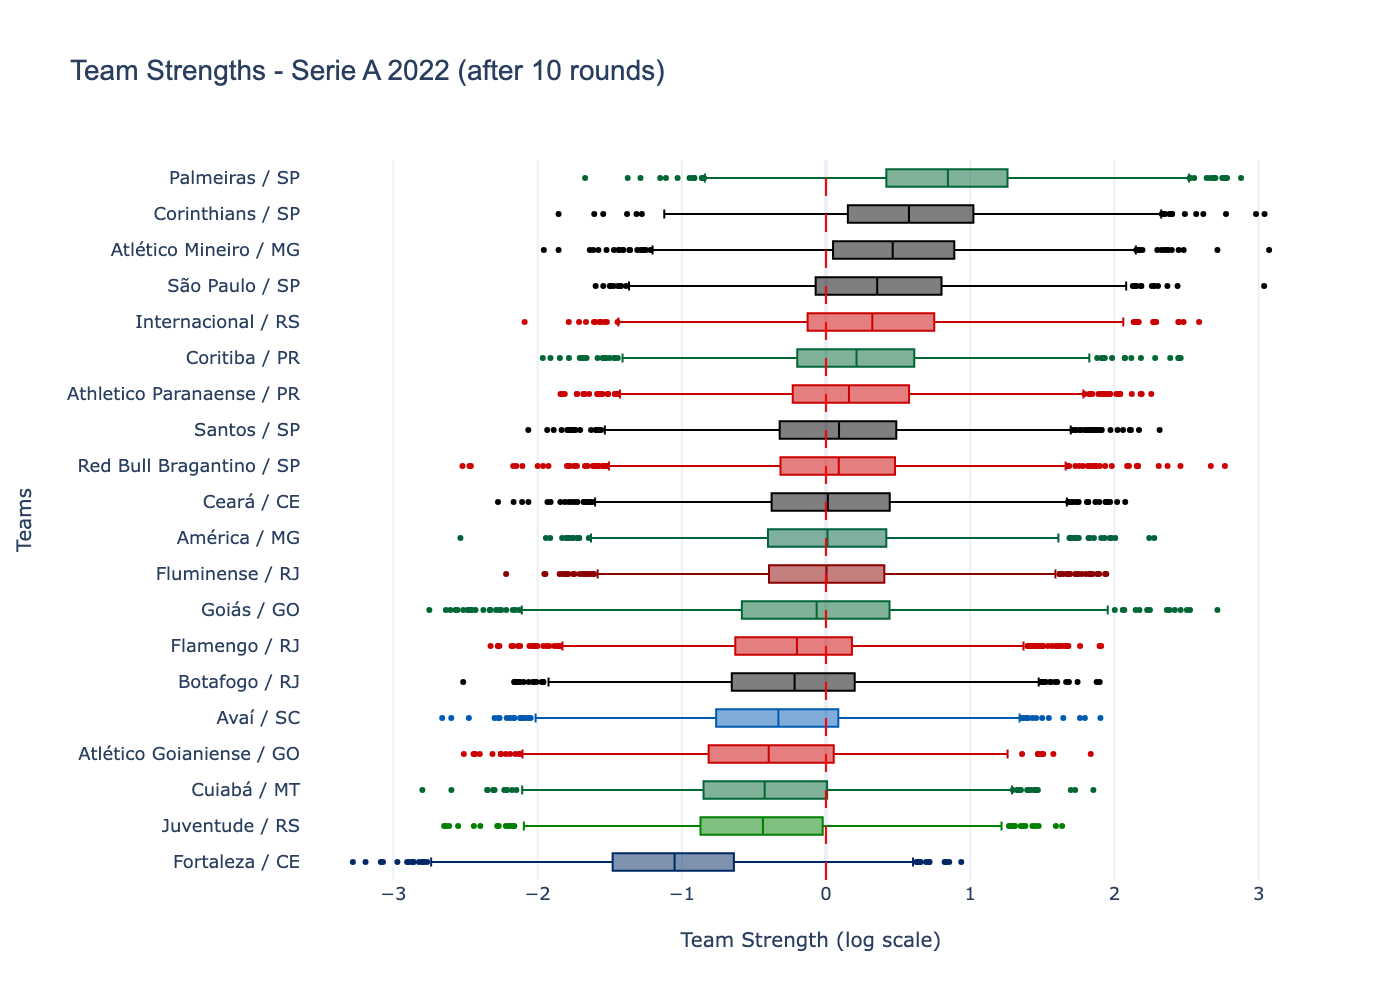 Team Strengths - Serie A 2022 (after 10 rounds)
Teams
Palmeiras / SP
Corinthians / SP
Atlético Mineiro / MG
São Paulo / SP
Internacional / RS
Coritiba / PR
Athletico Paranaense / PR
Santos / SP
Red Bull Bragantino / SP
Ceará / CE
América / MG
Fluminense / RJ
Goiás / GO
Flamengo / RJ
Botafogo / RJ
Avaí / SC
Atlético Goianiense / GO
Cuiabá / MT
Juventude / RS
Fortaleza / CE
−3 −2 −1 0 1 2 3
Team Strength (log scale)